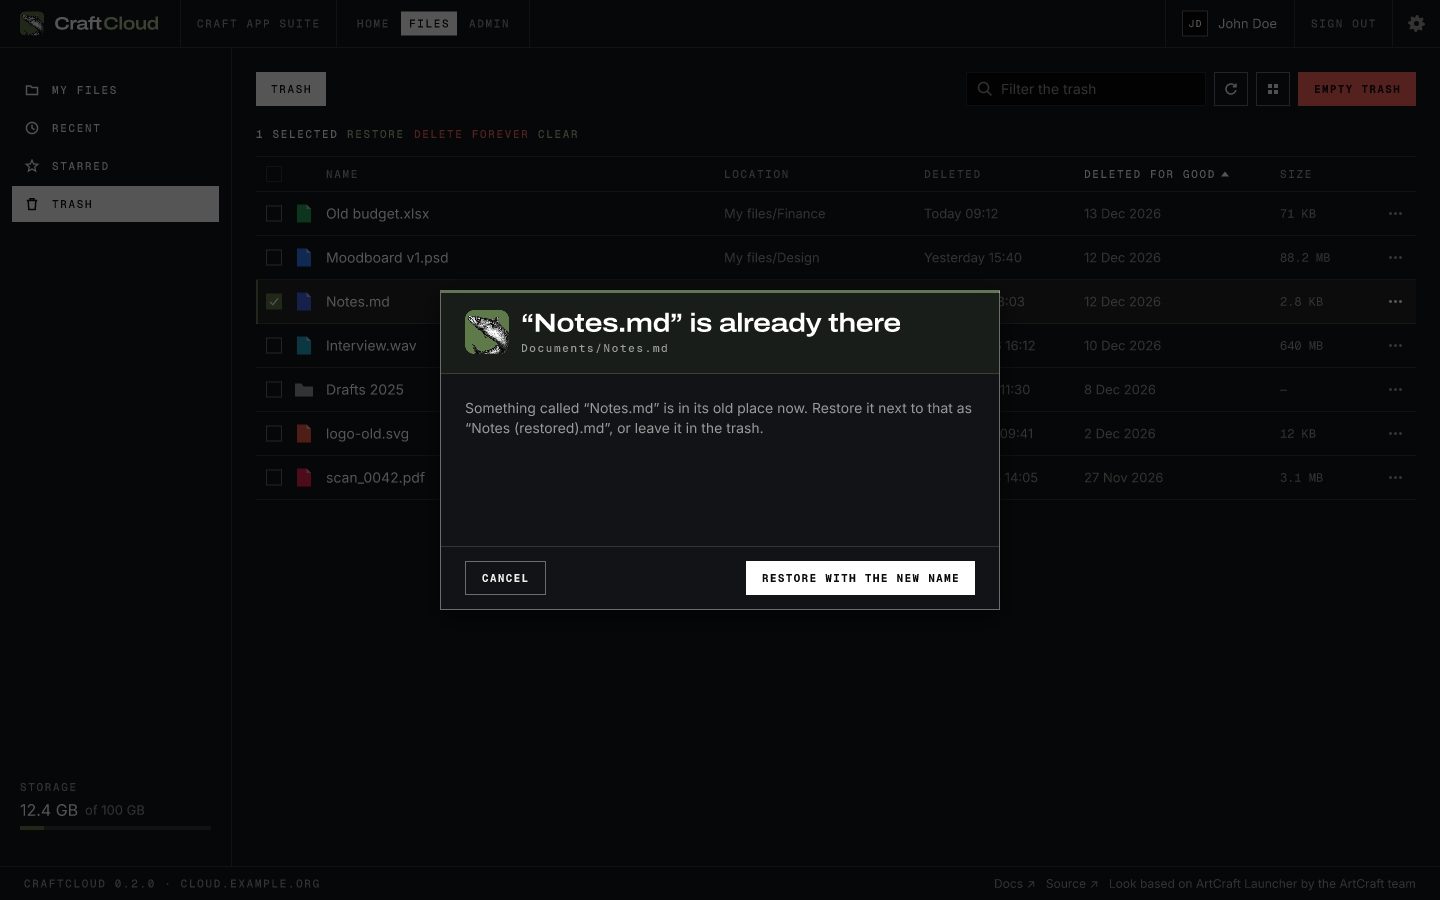 CraftCloud
CRAFT APP SUITE
HOME
FILES
ADMIN
JD
John Doe
SIGN OUT
MY FILES
RECENT
STARRED
TRASH
STORAGE
12.4 GB of 100 GB
TRASH
Filter the trash
EMPTY TRASH
1 SELECTED RESTORE DELETE FOREVER CLEAR
NAME LOCATION DELETED DELETED FOR GOOD SIZE
Old budget.xlsx My files/Finance Today 09:12 13 Dec 2026 71 KB
Moodboard v1.psd My files/Design Yesterday 15:40 12 Dec 2026 88.2 MB
Notes.md 12 Dec 2026 2.8 KB
Interview.wav 16:12 10 Dec 2026 640 MB
Drafts 2025 11:30 8 Dec 2026 –
logo-old.svg 09:41 2 Dec 2026 12 KB
scan_0042.pdf 14:05 27 Nov 2026 3.1 MB
“Notes.md” is already there
Documents/Notes.md
Something called “Notes.md” is in its old place now. Restore it next to that as
“Notes (restored).md”, or leave it in the trash.
CANCEL
RESTORE WITH THE NEW NAME
CRAFTCLOUD 0.2.0 · CLOUD.EXAMPLE.ORG
Docs ↗ Source ↗ Look based on ArtCraft Launcher by the ArtCraft team